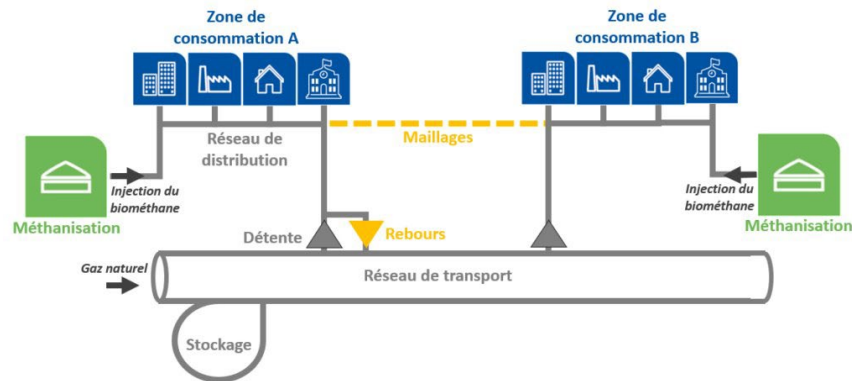 Zone de
consommation A
Zone de
consommation B
Réseau de
distribution
Maillages
Injection du
biométhane
Méthanisation
Injection du
biométhane
Méthanisation
Détente
Rebours
Gaz naturel
Réseau de transport
Stockage